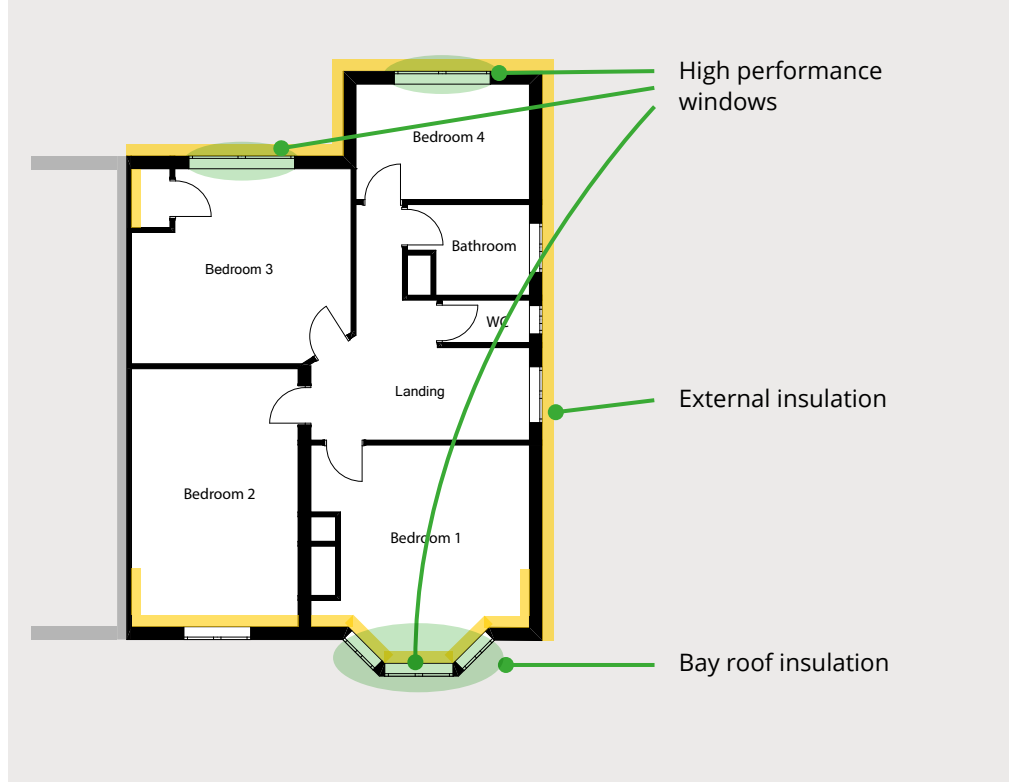 High performance
windows
Bedroom 4
Bathroom
Bedroom 3
WC
Landing
External insulation
Bedroom 2
Bedroom 1
Bay roof insulation